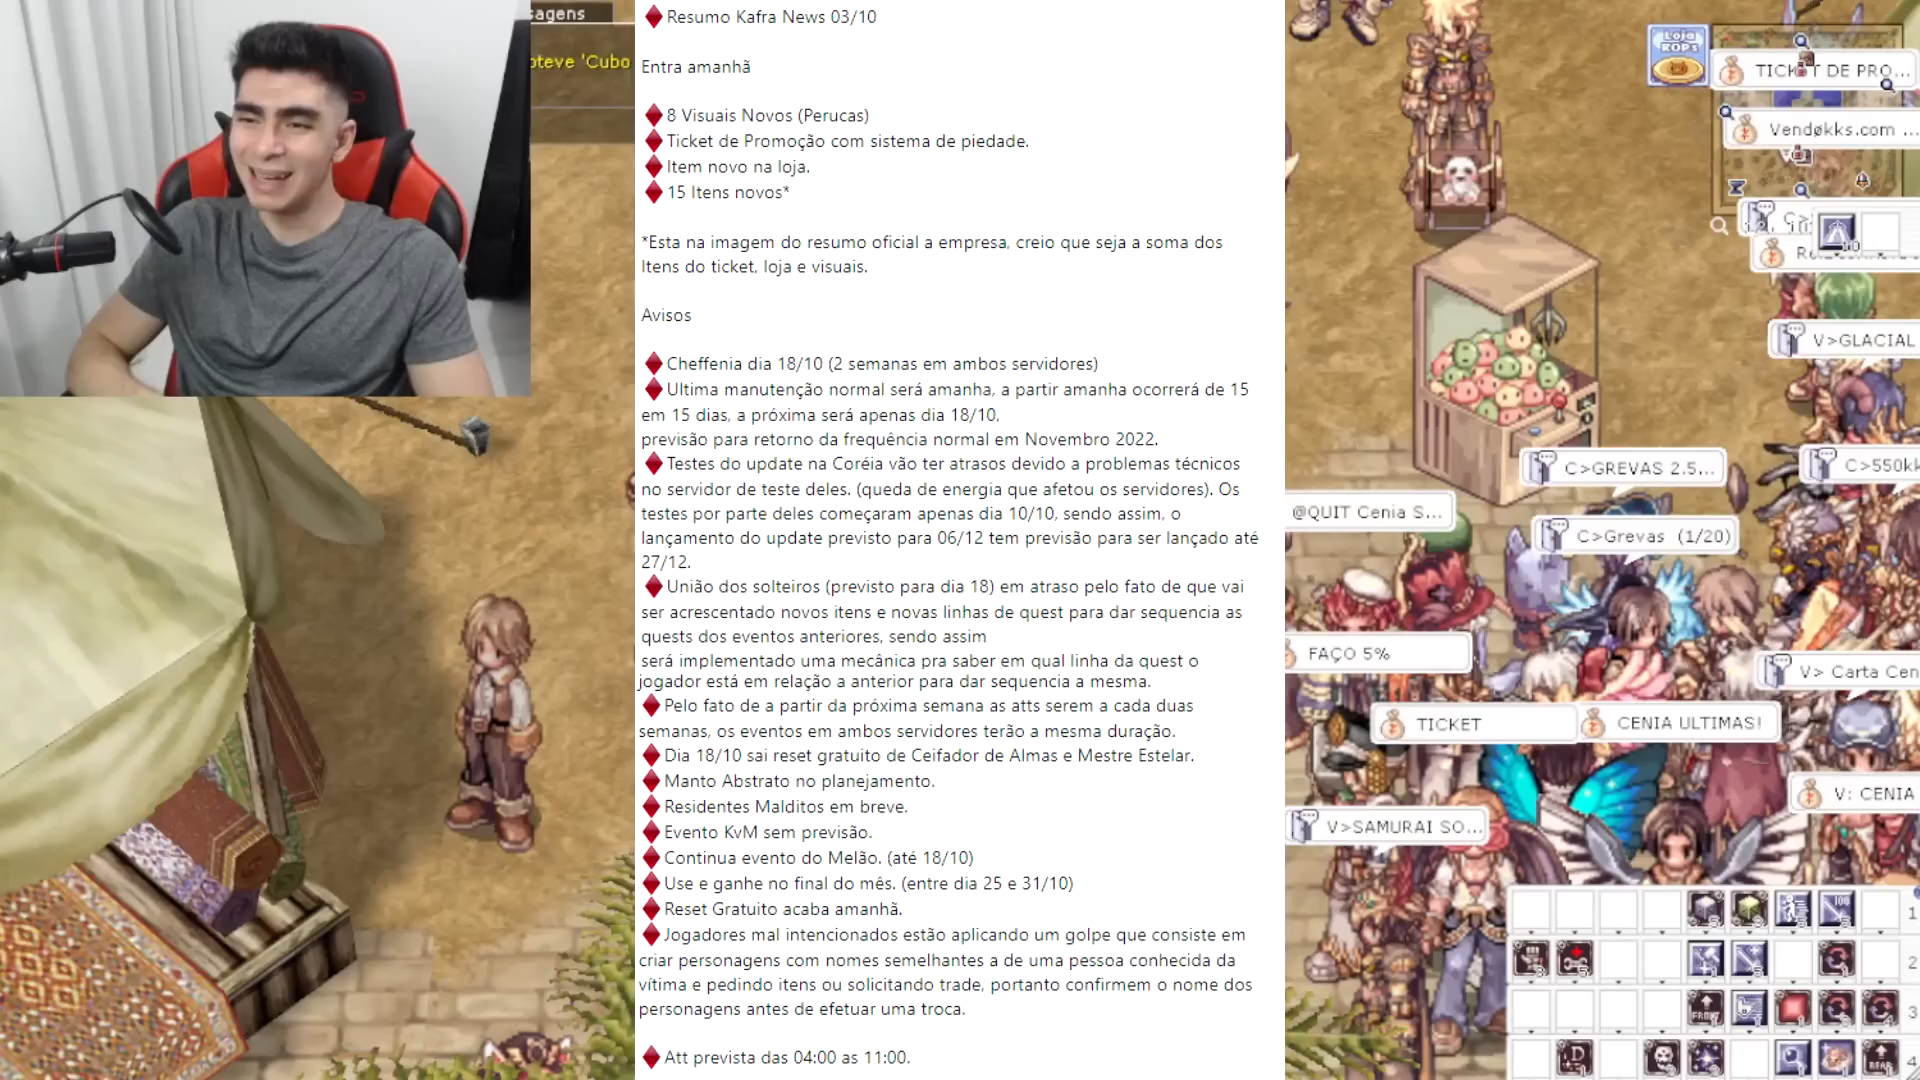 sagens
oteve 'Cubo
Resumo Kafra News 03/10
Entra amanhã
8 Visuais Novos (Perucas)
Ticket de Promoção com sistema de piedade.
Item novo na loja.
15 Itens novos*
*Esta na imagem do resumo oficial a empresa, creio que seja a soma dos
Itens do ticket, loja e visuais.
Avisos
Cheffenia dia 18/10 (2 semanas em ambos servidores)
Ultima manutenção normal será amanha, a partir amanha ocorrerá de 15
em 15 dias, a próxima será apenas dia 18/10,
previsão para retorno da frequência normal em Novembro 2022.
Testes do update na Coréia vão ter atrasos devido a problemas técnicos
no servidor de teste deles. (queda de energia que afetou os servidores). Os
testes por parte deles começaram apenas dia 10/10, sendo assim, o
lançamento do update previsto para 06/12 tem previsão para ser lançado até
27/12.
União dos solteiros (previsto para dia 18) em atraso pelo fato de que vai
ser acrescentado novos itens e novas linhas de quest para dar sequencia as
quests dos eventos anteriores, sendo assim
será implementado uma mecânica pra saber em qual linha da quest o
jogador está em relação a anterior para dar sequencia a mesma.
Pelo fato de a partir da próxima semana as atts serem a cada duas
semanas, os eventos em ambos servidores terão a mesma duração.
Dia 18/10 sai reset gratuito de Ceifador de Almas e Mestre Estelar.
Manto Abstrato no planejamento.
Residentes Malditos em breve.
Evento KvM sem previsão.
Continua evento do Melão. (até 18/10)
Use e ganhe no final do mês. (entre dia 25 e 31/10)
Reset Gratuito acaba amanhã.
Jogadores mal intencionados estão aplicando um golpe que consiste em
criar personagens com nomes semelhantes a de uma pessoa conhecida da
vítima e pedindo itens ou solicitando trade, portanto confirmem o nome dos
personagens antes de efetuar uma troca.
Att prevista das 04:00 as 11:00.
Loja
ROPs
TICKET DE PRO...
Vendøkks.com ...
V>GLACIAL
C>GREVAS 2.5...
C>550kk
@QUIT Cenia S...
C>Grevas (1/20)
FAÇO 5%
V> Carta Cen
TICKET
CENIA ULTIMAS!
V: CENIA
V>SAMURAI SO...
1
2
3
4